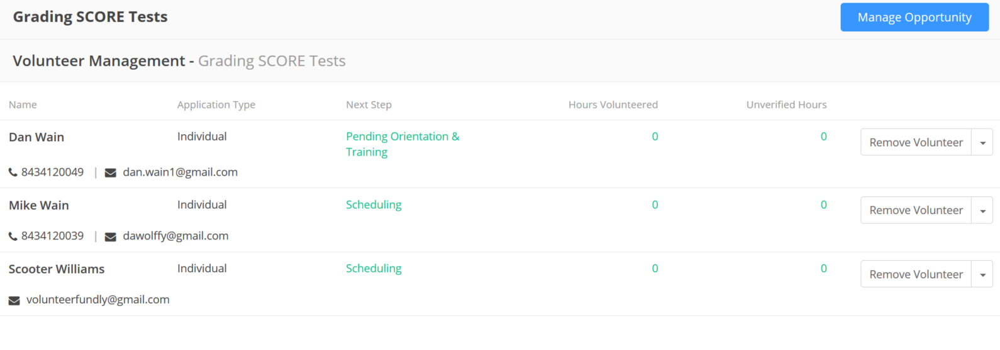 Grading SCORE Tests
Manage Opportunity
Volunteer Management - Grading SCORE Tests
Name Application Type Next Step Hours Volunteered Unverified Hours
Dan Wain Individual Pending Orientation & 0 0 Remove Volunteer
Training
8434120049 | dan.wain1@gmail.com
Mike Wain Individual Scheduling 0 0 Remove Volunteer
8434120039 | dawolffy@gmail.com
Scooter Williams Individual Scheduling 0 0 Remove Volunteer
volunteerfundly@gmail.com